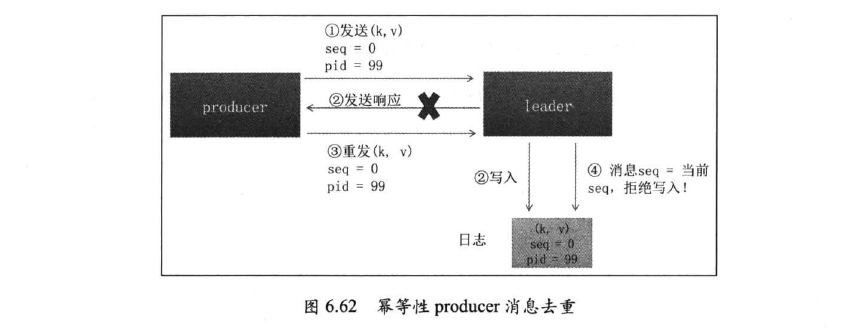 ①发送(k,v)
seq = 0
pid = 99
producer
②发送响应
leader
③重发(k, v)
seq = 0
pid = 99
②写入
④ 消息seq = 当前
seq，拒绝写入！
日志
(k, v)
seq = 0
pid = 99
图 6.62 幂等性 producer 消息去重